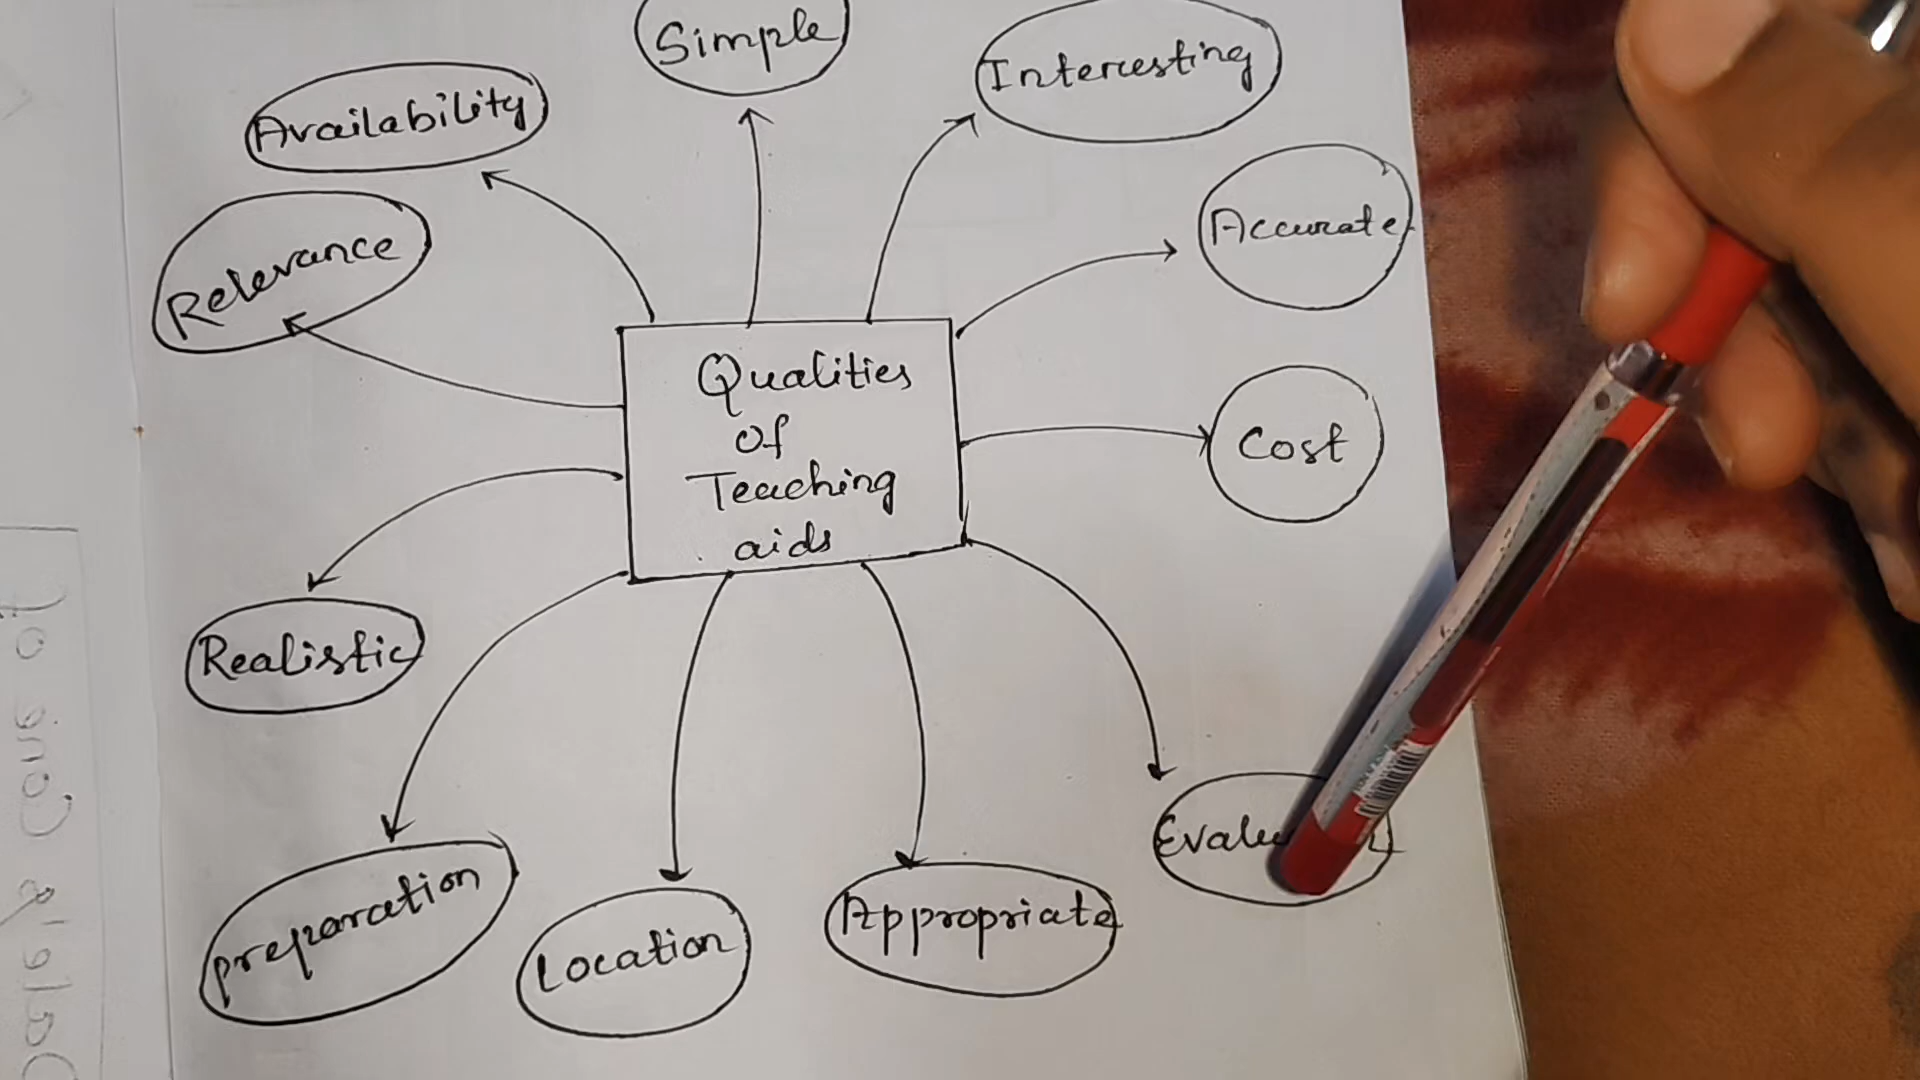 Simple
Interesting
Availability
Accurate
Relevance
Qualities
Of
Teaching
aids
Cost
Realistic
preparation
Location
Appropriate